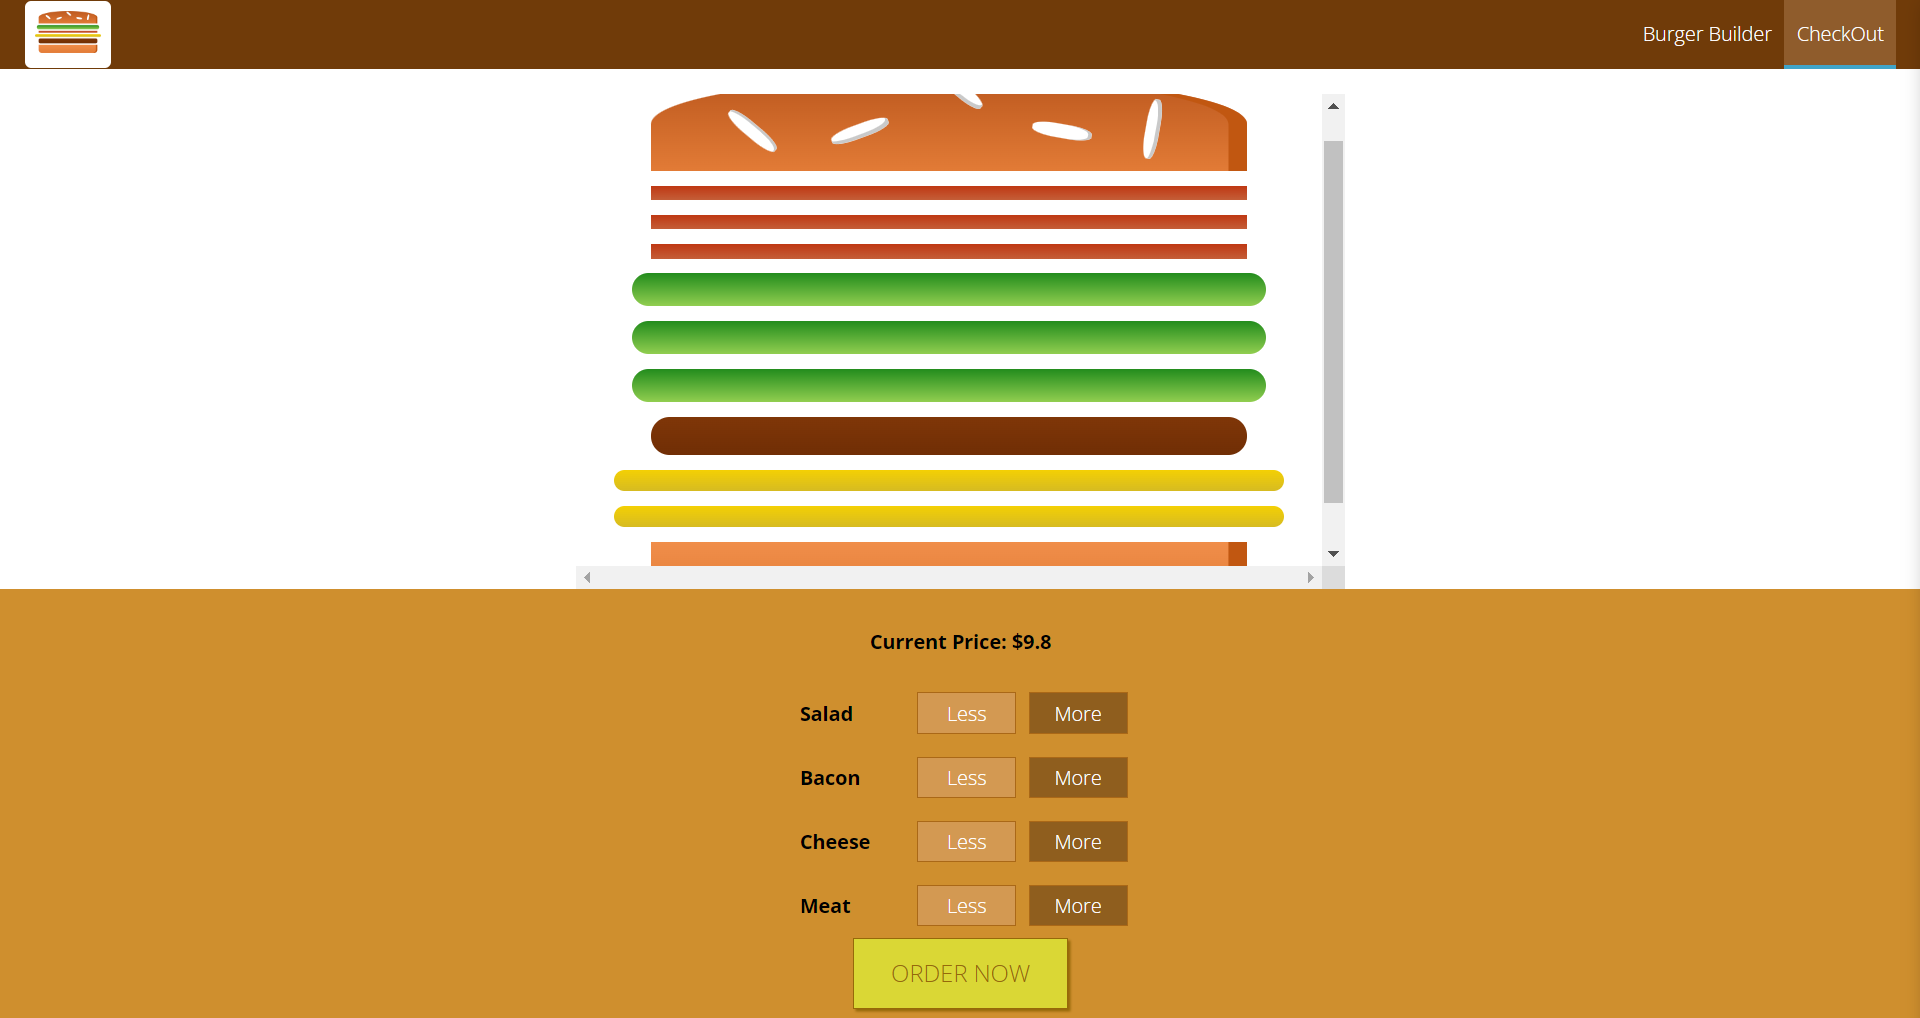 Burger Builder CheckOut
Current Price: $9.8
Salad Less More
Bacon Less More
Cheese Less More
Meat Less More
ORDER NOW